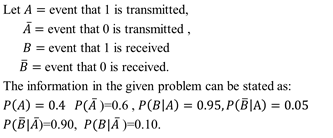 Let A = event that 1 is transmitted,
Ā = event that 0 is transmitted ,
B = event that 1 is received
B̄ = event that 0 is received.
The information in the given problem can be stated as:
P(A) = 0.4 P(Ā )=0.6 , P(B|A) = 0.95, P(B̄|A) = 0.05
P(B̄|Ā)=0.90, P(B|Ā )=0.10.